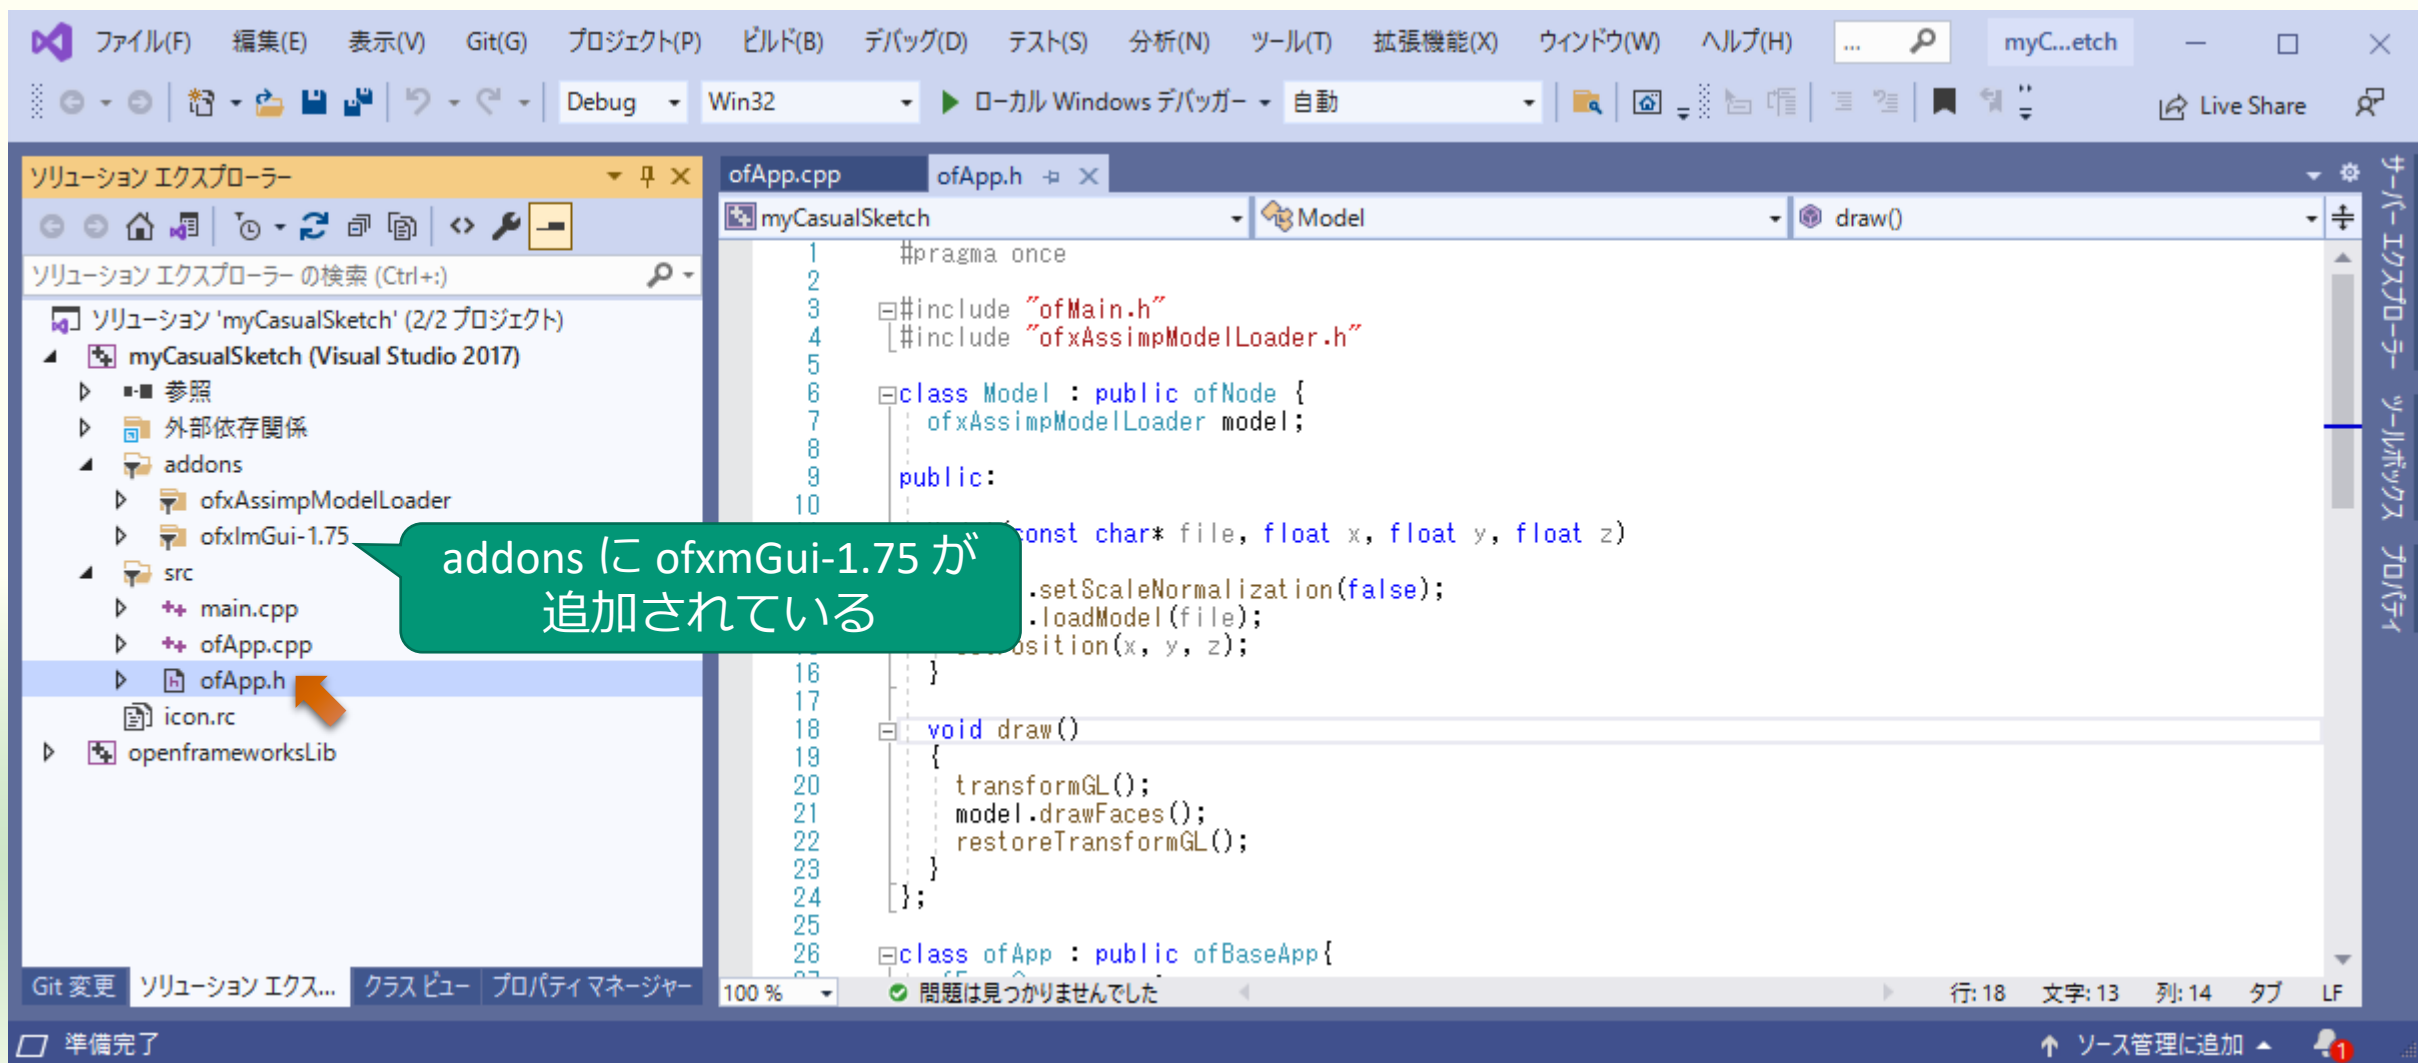 ファイル(F) 編集(E) 表示(V) Git(G) プロジェクト(P) ビルド(B) デバッグ(D) テスト(S) 分析(N) ツール(T) 拡張機能(X) ウィンドウ(W) ヘルプ(H) ... myC...etch
Debug Win32 ローカル Windows デバッガー 自動 Live Share
ソリューション エクスプローラー
ソリューション エクスプローラー の検索 (Ctrl+:)
ソリューション 'myCasualSketch' (2/2 プロジェクト)
myCasualSketch (Visual Studio 2017)
参照
外部依存関係
addons
ofxAssimpModelLoader
ofxImGui-1.75
src
main.cpp
ofApp.cpp
ofApp.h
icon.rc
openframeworksLib
Git 変更 ソリューション エクス... クラス ビュー プロパティ マネージャー
addons に ofxmGui-1.75 が
追加されている
ofApp.cpp ofApp.h
myCasualSketch Model draw()
1 #pragma once
2
3 #include "ofMain.h"
4 #include "ofxAssimpModelLoader.h"
5
6 class Model : public ofNode {
7 ofxAssimpModelLoader model;
8
9 public:
10
const char* file, float x, float y, float z)
.setScaleNormalization(false);
.loadModel(file);
osition(x, y, z);
16 }
17
18 void draw()
19 {
20 transformGL();
21 model.drawFaces();
22 restoreTransformGL();
23 }
24 };
25
26 class ofApp : public ofBaseApp{
100 % 問題は見つかりませんでした 行: 18 文字: 13 列: 14 タブ LF
サーバー エクスプローラー
ツールボックス
プロパティ
準備完了 ソース管理に追加 1